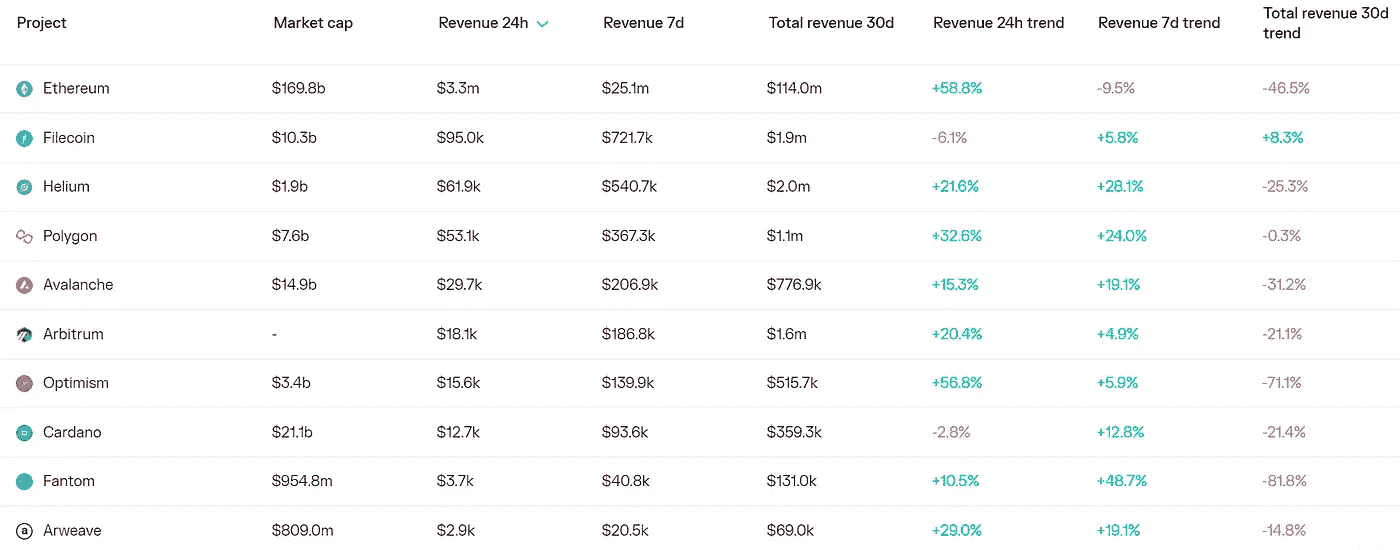 Project Market cap Revenue 24h Revenue 7d Total revenue 30d Revenue 24h trend Revenue 7d trend Total revenue 30d trend
Ethereum $169.8b $3.3m $25.1m $114.0m +58.8% -9.5% -46.5%
Filecoin $10.3b $95.0k $721.7k $1.9m -6.1% +5.8% +8.3%
Helium $1.9b $61.9k $540.7k $2.0m +21.6% +28.1% -25.3%
Polygon $7.6b $53.1k $367.3k $1.1m +32.6% +24.0% -0.3%
Avalanche $14.9b $29.7k $206.9k $776.9k +15.3% +19.1% -31.2%
Arbitrum - $18.1k $186.8k $1.6m +20.4% +4.9% -21.1%
Optimism $3.4b $15.6k $139.9k $515.7k +56.8% +5.9% -71.1%
Cardano $21.1b $12.7k $93.6k $359.3k -2.8% +12.8% -21.4%
Fantom $954.8m $3.7k $40.8k $131.0k +10.5% +48.7% -81.8%
a Arweave $809.0m $2.9k $20.5k $69.0k +29.0% +19.1% -14.8%